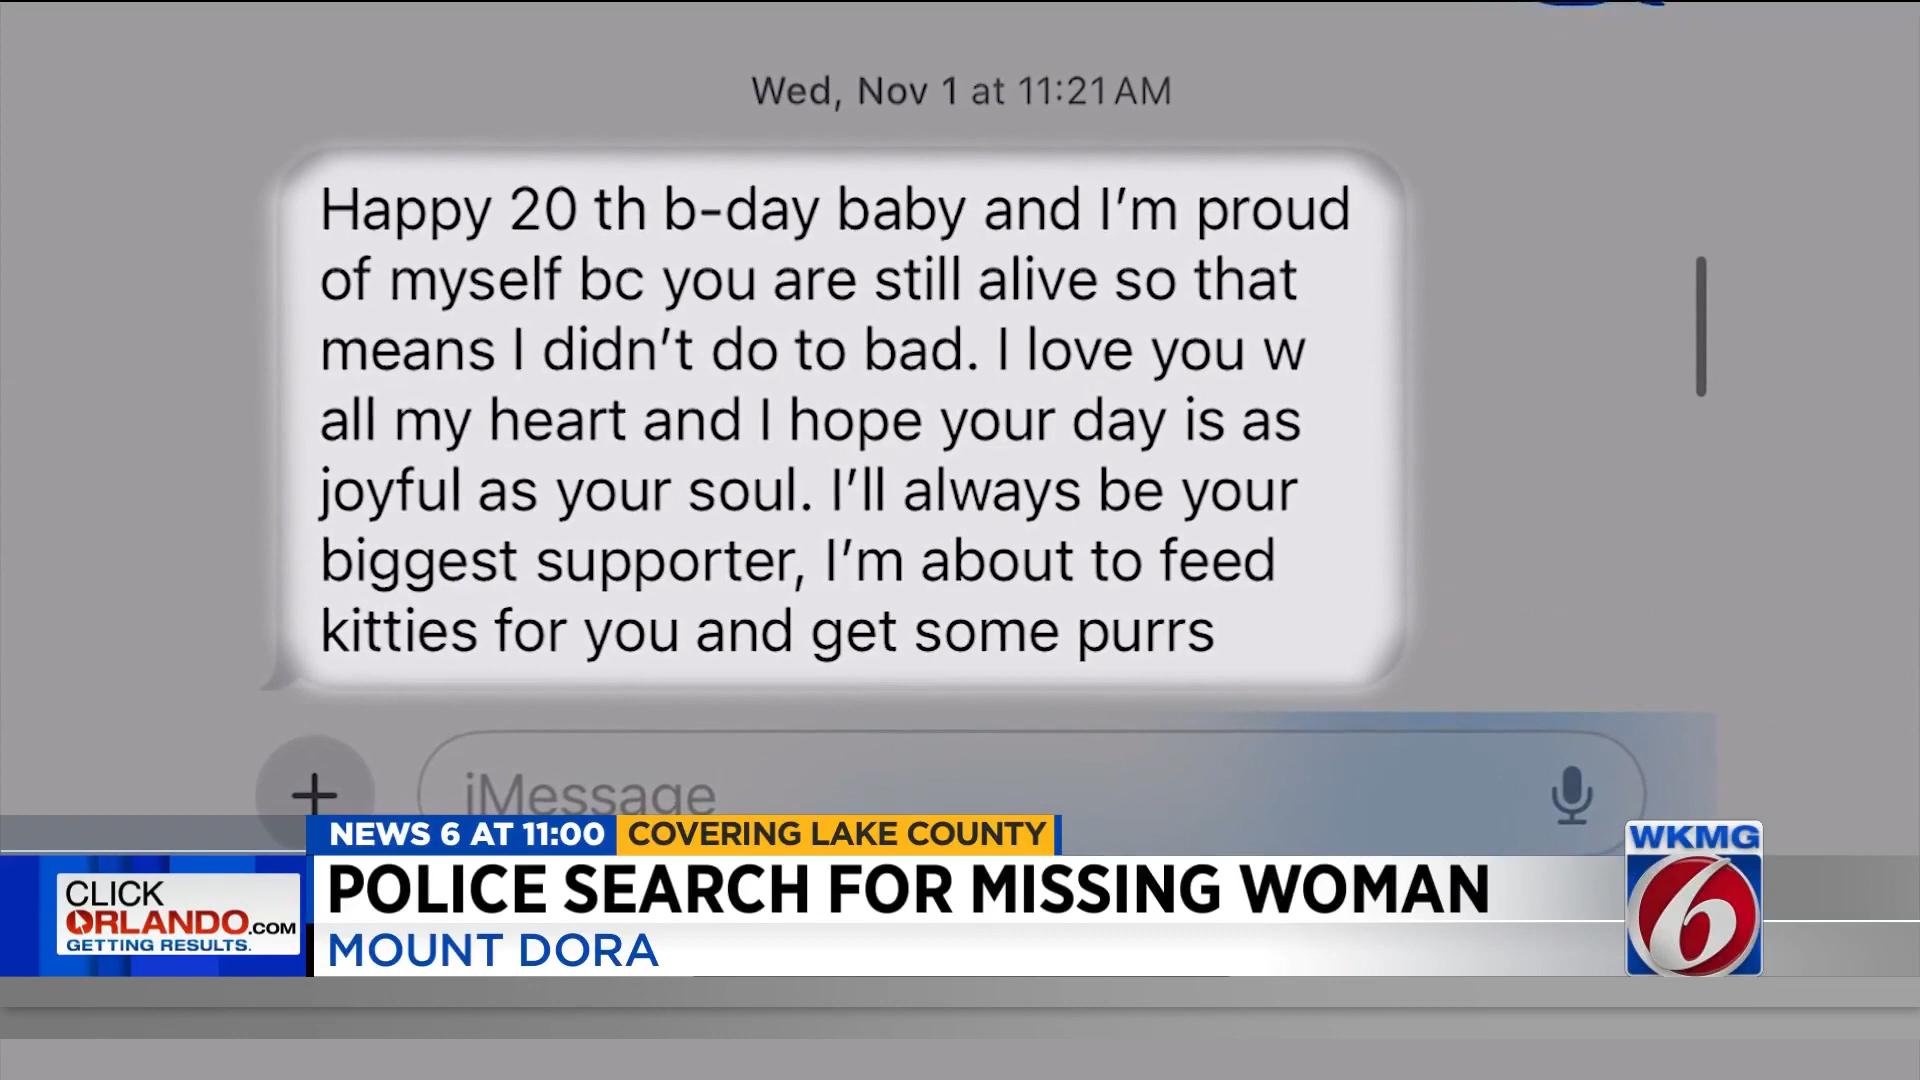 Wed, Nov 1 at 11:21 AM
Happy 20 th b-day baby and I'm proud
of myself bc you are still alive so that
means I didn't do to bad. I love you w
all my heart and I hope your day is as
joyful as your soul. I'll always be your
biggest supporter, I'm about to feed
kitties for you and get some purrs
+
iMessage
NEWS 6 AT 11:00 COVERING LAKE COUNTY
POLICE SEARCH FOR MISSING WOMAN
MOUNT DORA
CLICK
ORLANDO.COM
GETTING RESULTS.
WKMG
6